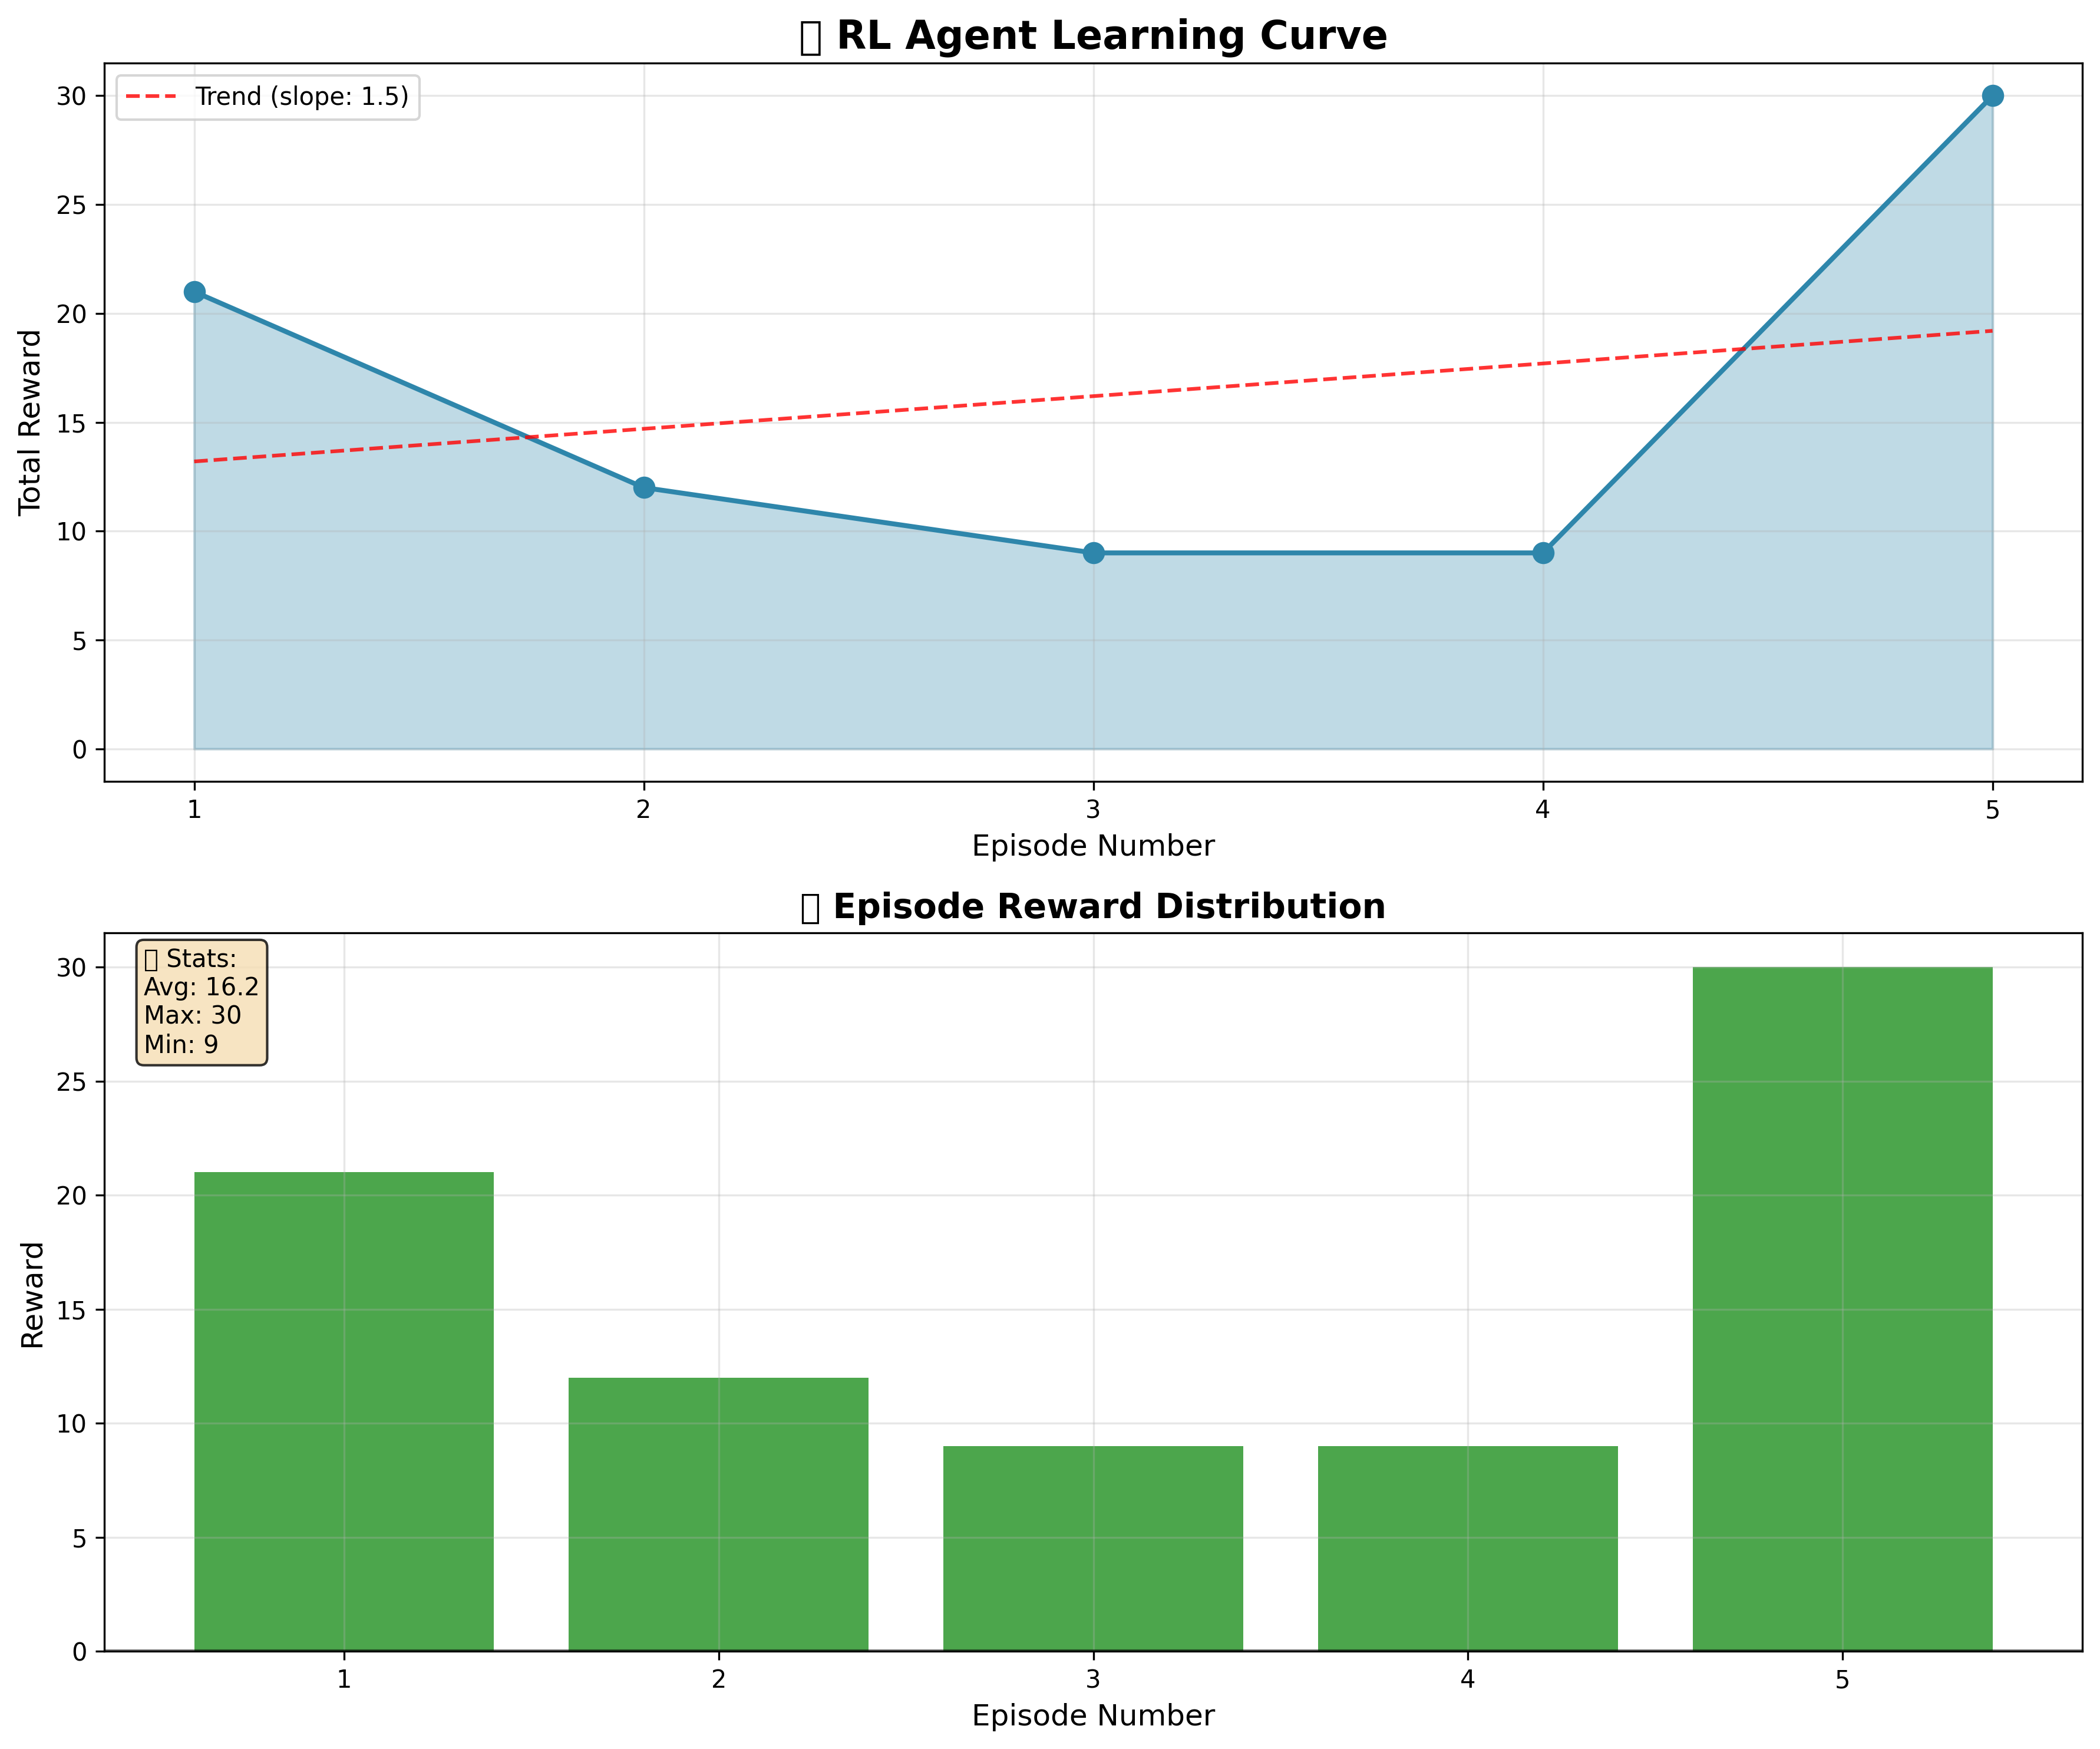 RL Agent Learning Curve
Trend (slope: 1.5)
Total Reward
30
25
20
15
10
5
0
1 2 3 4 5
Episode Number
Episode Reward Distribution
Stats:
Avg: 16.2
Max: 30
Min: 9
Reward
30
25
20
15
10
5
0
1 2 3 4 5
Episode Number